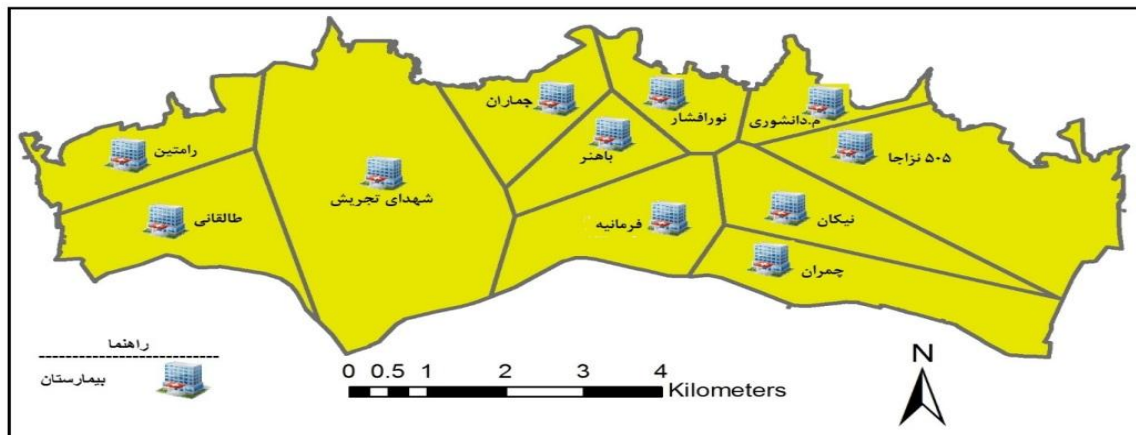 جماران
نورافشار
م.دانشوری
۵۰۵ نزاجا
رامتین
باهنر
شهدای تجریش
طالقانی
فرمانیه
نیکان
چمران
راهنما
بیمارستان
0 0.5 1 2 3 4
Kilometers
N